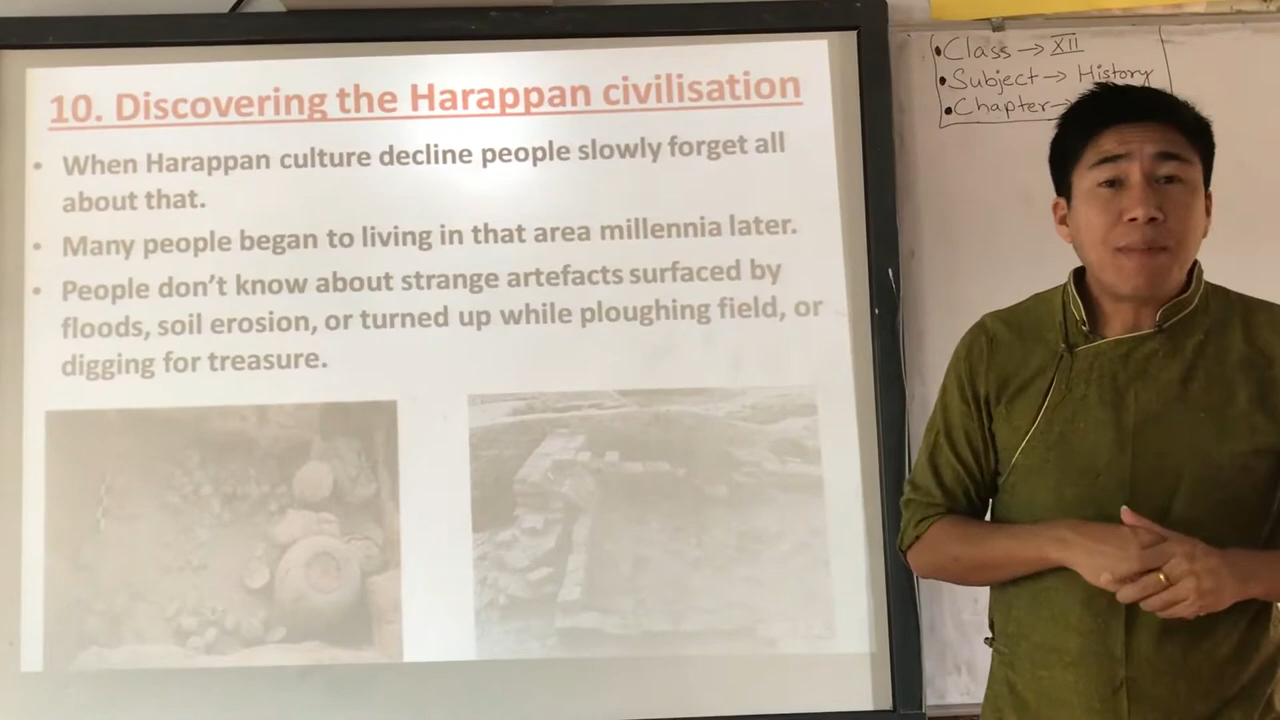 10. Discovering the Harappan civilisation
• When Harappan culture decline people slowly forget all
about that.
• Many people began to living in that area millennia later.
• People don't know about strange artefacts surfaced by
floods, soil erosion, or turned up while ploughing field, or
digging for treasure.
• Class → XII
• Subject → History
• Chapter →